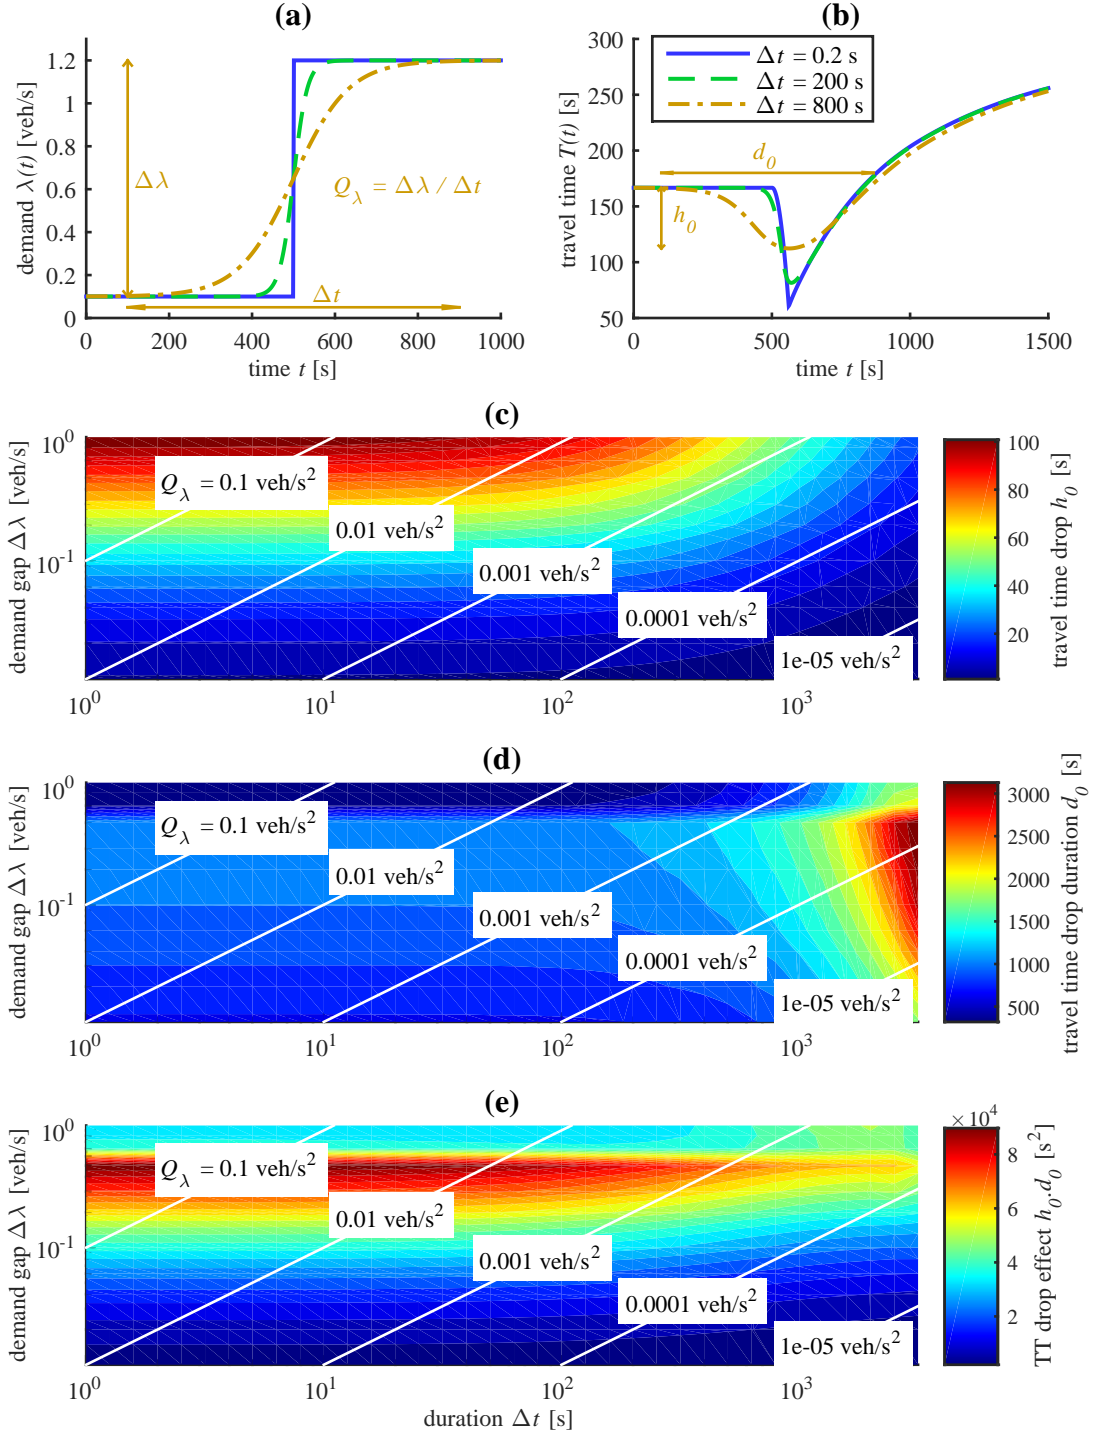 (a)
demand λ(t) [veh/s]
1.2
1
0.8
0.6
0.4
0.2
0
Δλ
Q_λ = Δλ / Δt
Δt
0 200 400 600 800 1000
time t [s]
(b)
travel time T(t) [s]
300
250
200
150
100
50
Δt = 0.2 s
Δt = 200 s
Δt = 800 s
d_0
h_0
0 500 1000 1500
time t [s]
(c)
demand gap Δλ [veh/s]
10^0
10^-1
Q_λ = 0.1 veh/s^2
0.01 veh/s^2
0.001 veh/s^2
0.0001 veh/s^2
1e-05 veh/s^2
10^0 10^1 10^2 10^3
100
80
60
40
20
travel time drop h_0 [s]
(d)
demand gap Δλ [veh/s]
10^0
10^-1
Q_λ = 0.1 veh/s^2
0.01 veh/s^2
0.001 veh/s^2
0.0001 veh/s^2
1e-05 veh/s^2
10^0 10^1 10^2 10^3
3000
2500
2000
1500
1000
500
travel time drop duration d_0 [s]
(e)
demand gap Δλ [veh/s]
10^0
10^-1
Q_λ = 0.1 veh/s^2
0.01 veh/s^2
0.001 veh/s^2
0.0001 veh/s^2
1e-05 veh/s^2
10^0 10^1 10^2 10^3
duration Δt [s]
×10^4
8
6
4
2
TT drop effect h_0.d_0 [s^2]